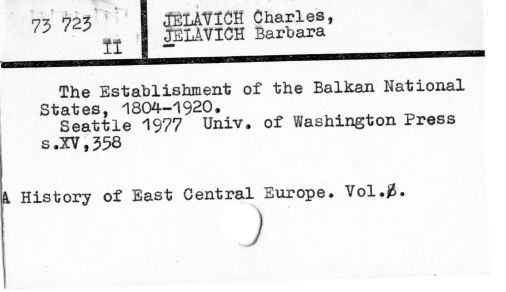 73 723
II
JELAVICH Charles,
JELAVICH Barbara
The Establishment of the Balkan National
States, 1804-1920.
Seattle 1977 Univ. of Washington Press
s.XV,358
A History of East Central Europe. Vol.8.